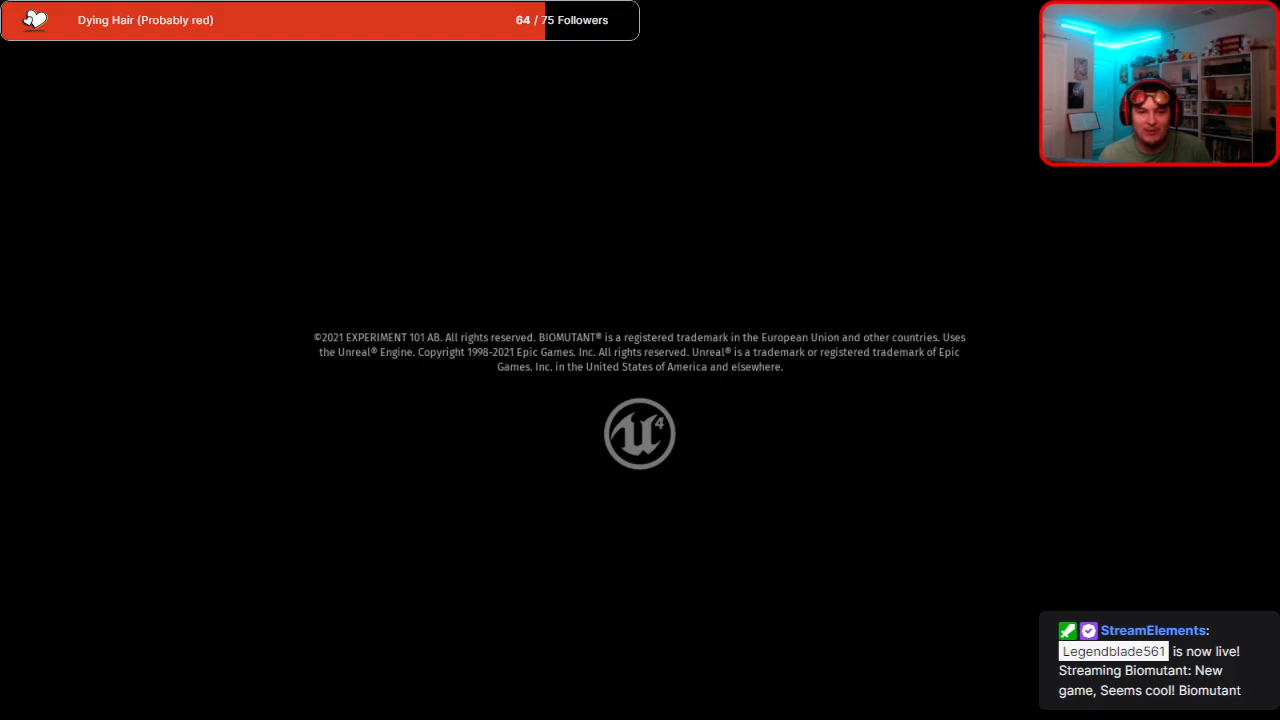 Dying Hair (Probably red)
64 / 75 Followers
©2021 EXPERIMENT 101 AB. All rights reserved. BIOMUTANT® is a registered trademark in the European Union and other countries. Uses
the Unreal® Engine. Copyright 1998-2021 Epic Games. Inc. All rights reserved. Unreal® is a trademark or registered trademark of Epic
Games. Inc. in the United States of America and elsewhere.
U4
StreamElements:
Legendblade561 is now live!
Streaming Biomutant: New
game, Seems cool! Biomutant